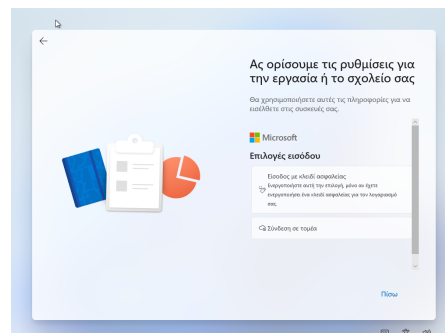 Ας ορίσουμε τις ρυθμίσεις για
την εργασία ή το σχολείο σας
Θα χρησιμοποιήσετε αυτές τις πληροφορίες για να
εισέλθετε στις συσκευές σας.
Microsoft
Επιλογές εισόδου
Είσοδος με κλειδί ασφαλείας
Ενεργοποιήστε αυτή την επιλογή, μόνο αν έχετε
ενεργοποιήσει ένα κλειδί ασφαλείας για τον λογαριασμό
σας.
Σύνδεση σε τομέα
Πίσω